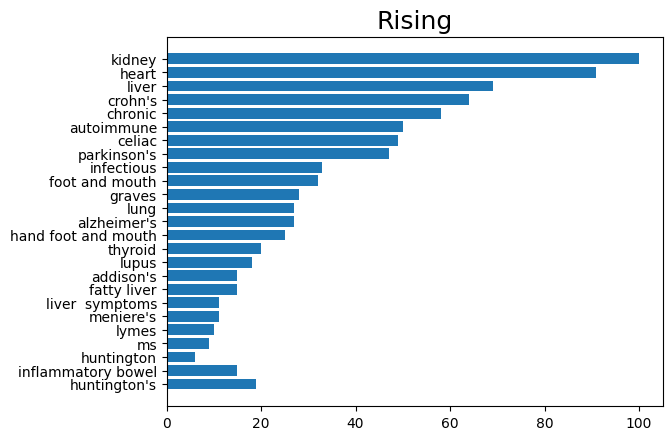 Rising
kidney
heart
liver
crohn's
chronic
autoimmune
celiac
parkinson's
infectious
foot and mouth
graves
lung
alzheimer's
hand foot and mouth
thyroid
lupus
addison's
fatty liver
liver  symptoms
meniere's
lymes
ms
huntington
inflammatory bowel
huntington's
0 20 40 60 80 100